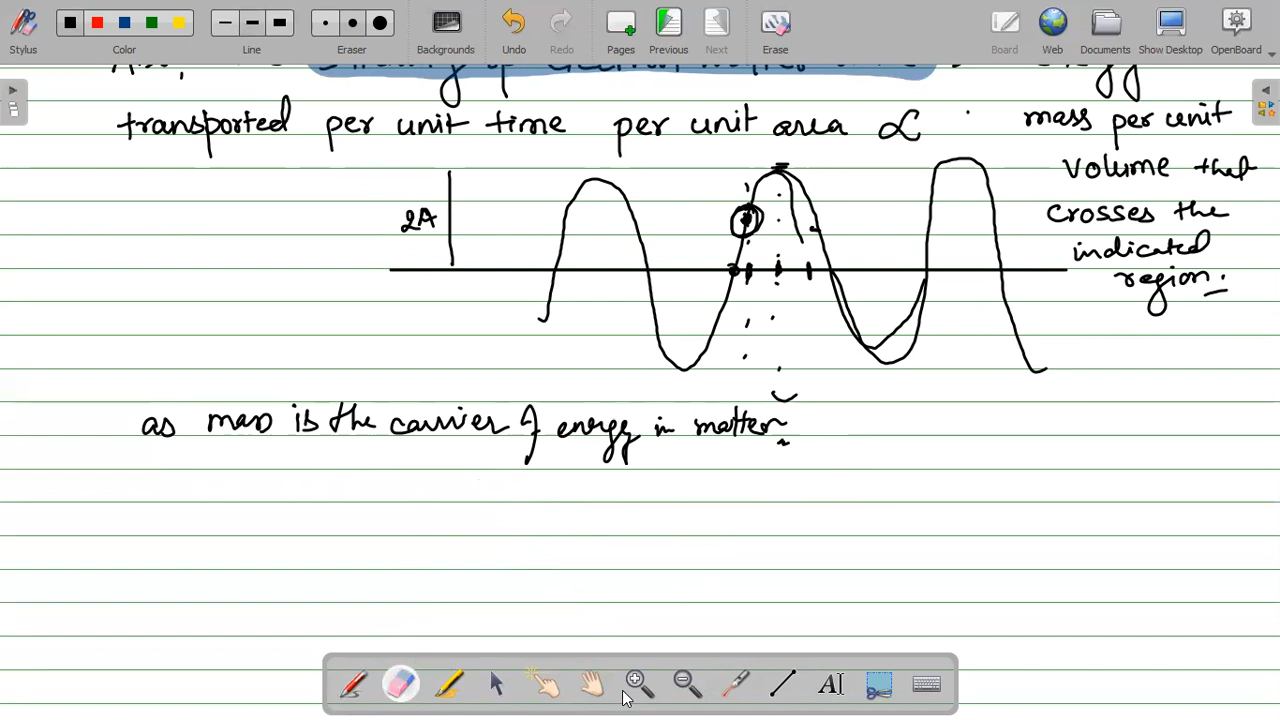 Stylus Color Line Eraser Backgrounds Undo Redo Pages Previous Next Erase Board Web Documents Show Desktop OpenBoard
energy
transported per unit time per unit area ∝ mass per unit
volume that
crosses the
indicated
region.
2A
as mass is the carrier of energy in matter
AI